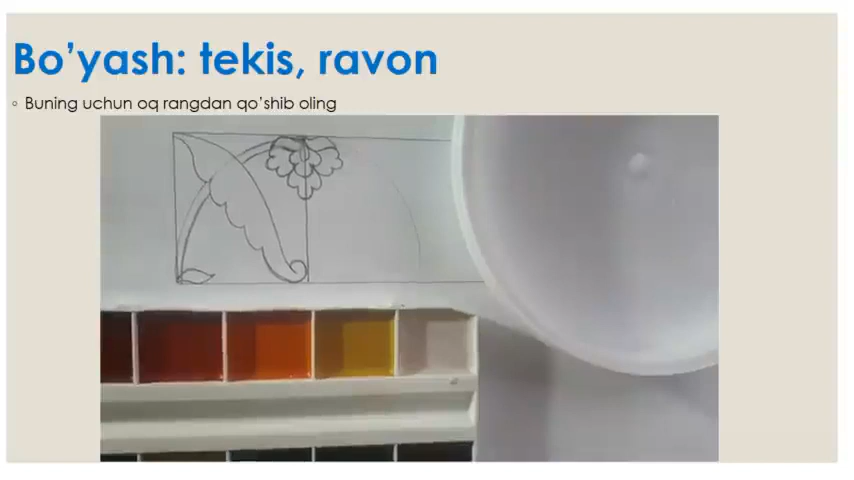 Bo’yash: tekis, ravon
Buning uchun oq rangdan qo’shib oling